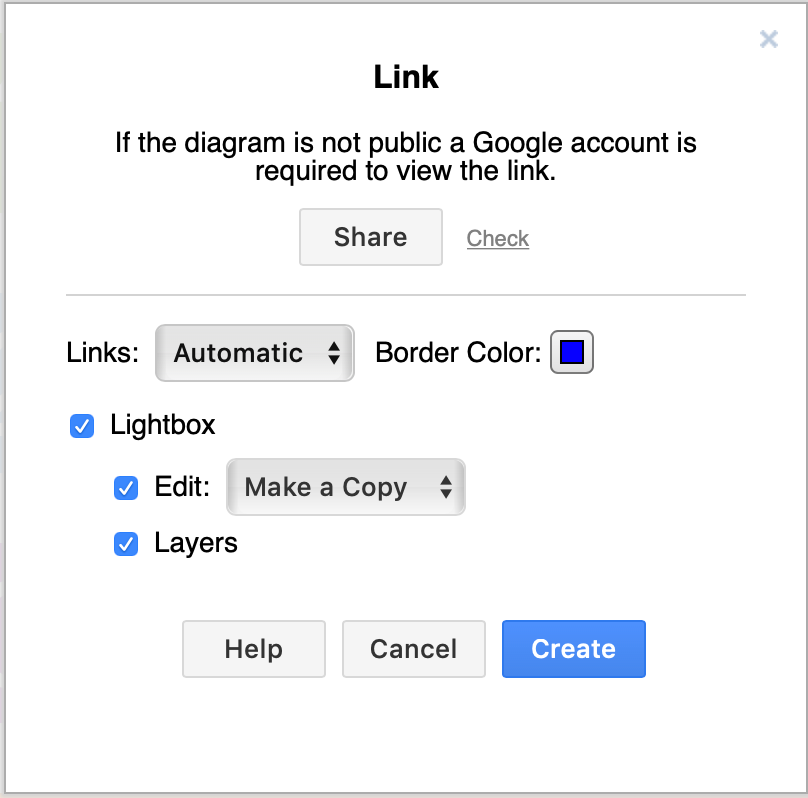 Link
If the diagram is not public a Google account is
required to view the link.
Share Check
Links: Automatic Border Color:
Lightbox
Edit: Make a Copy
Layers
Help Cancel Create